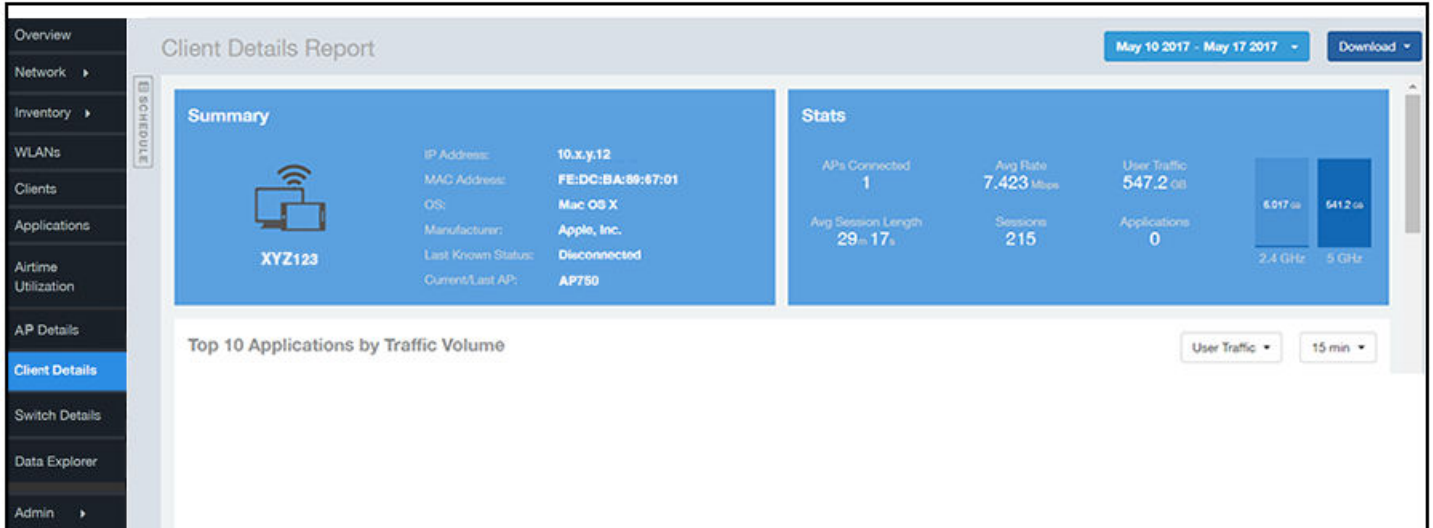 Overview
Network
Inventory
WLANs
Clients
Applications
Airtime
Utilization
AP Details
Client Details
Switch Details
Data Explorer
Admin
SCHEDULE
Client Details Report
May 10 2017 - May 17 2017
Download
Summary
XYZ123
IP Address: 10.x.y.12
MAC Address: FE:DC:BA:89:67:01
OS: Mac OS X
Manufacturer: Apple, Inc.
Last Known Status: Disconnected
Current/Last AP: AP750
Stats
APs Connected
1
Avg Rate
7.423 Mbps
User Traffic
547.2 GB
Avg Session Length
29m 17s
Sessions
215
Applications
0
6.017 GB
541.2 GB
2.4 GHz
5 GHz
Top 10 Applications by Traffic Volume
User Traffic
15 min